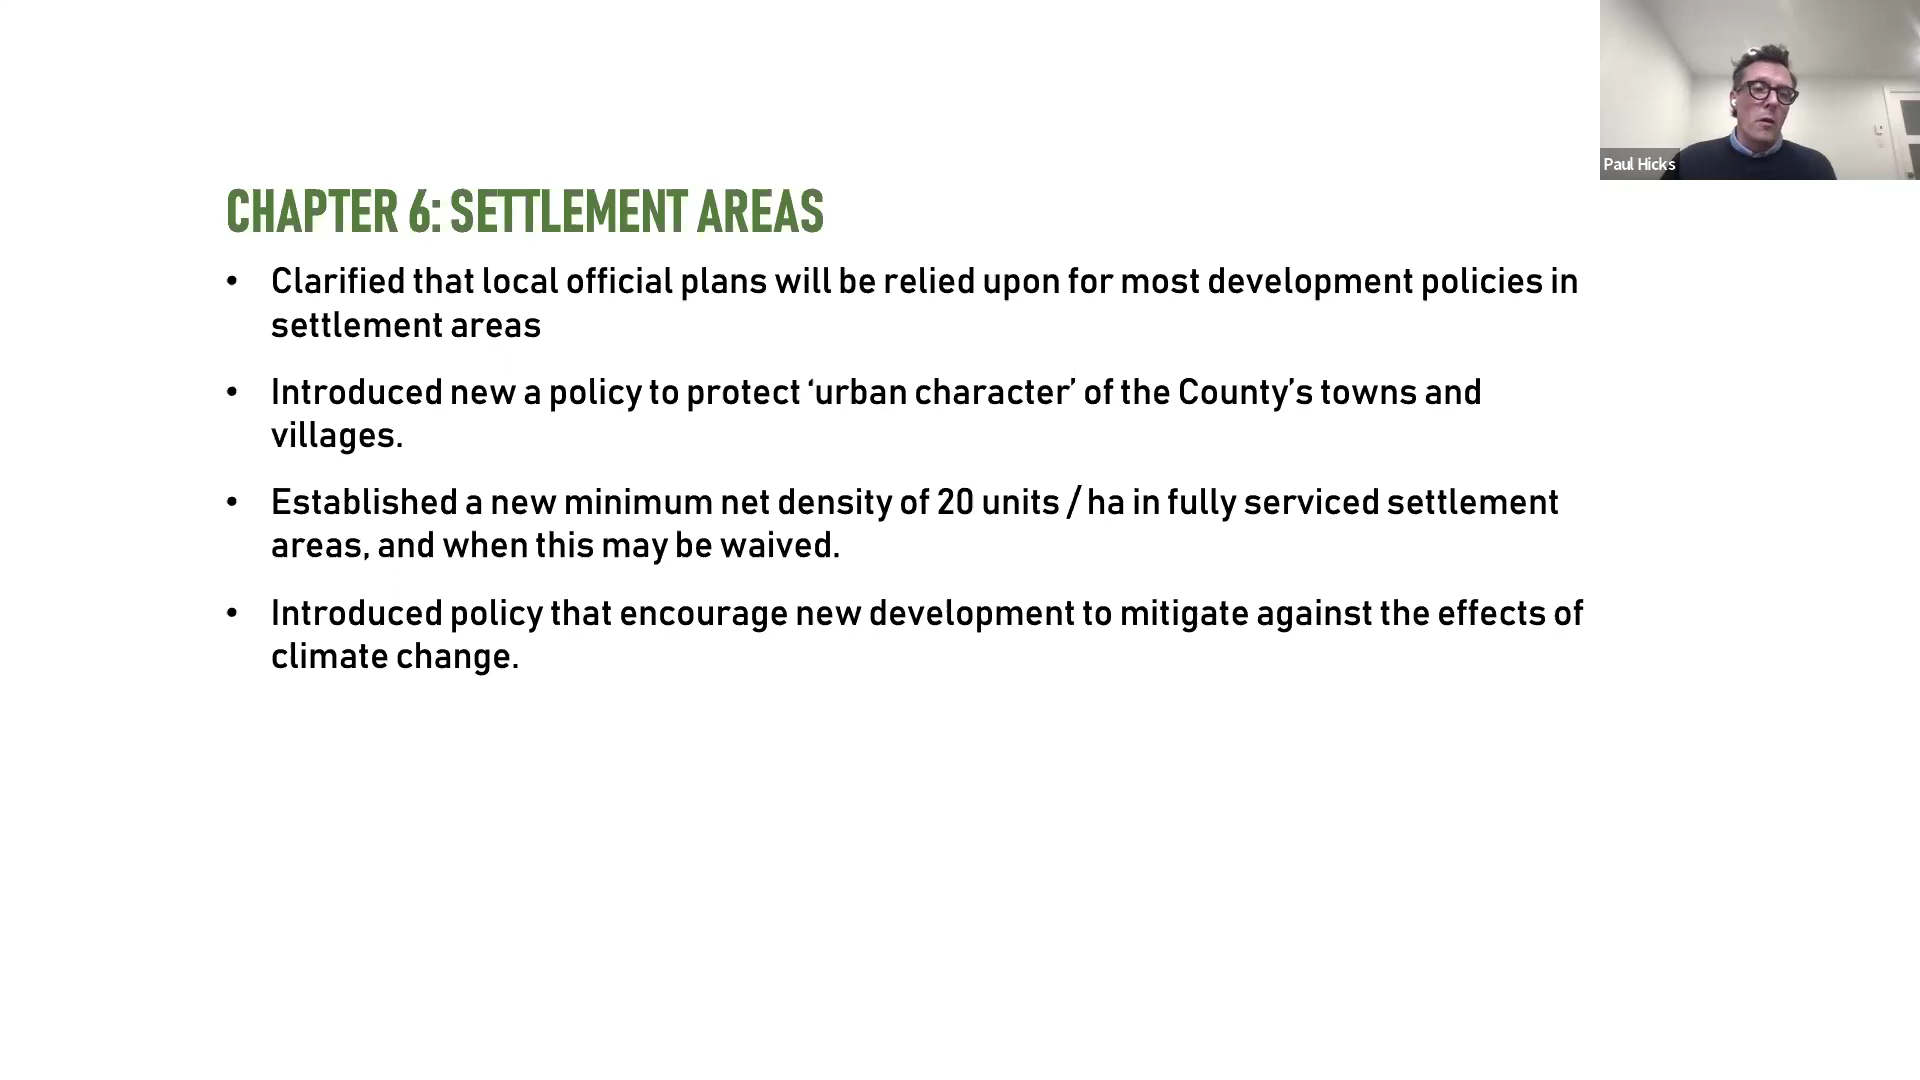 Paul Hicks
CHAPTER 6: SETTLEMENT AREAS
• Clarified that local official plans will be relied upon for most development policies in
settlement areas
• Introduced new a policy to protect ‘urban character’ of the County’s towns and
villages.
• Established a new minimum net density of 20 units / ha in fully serviced settlement
areas, and when this may be waived.
• Introduced policy that encourage new development to mitigate against the effects of
climate change.